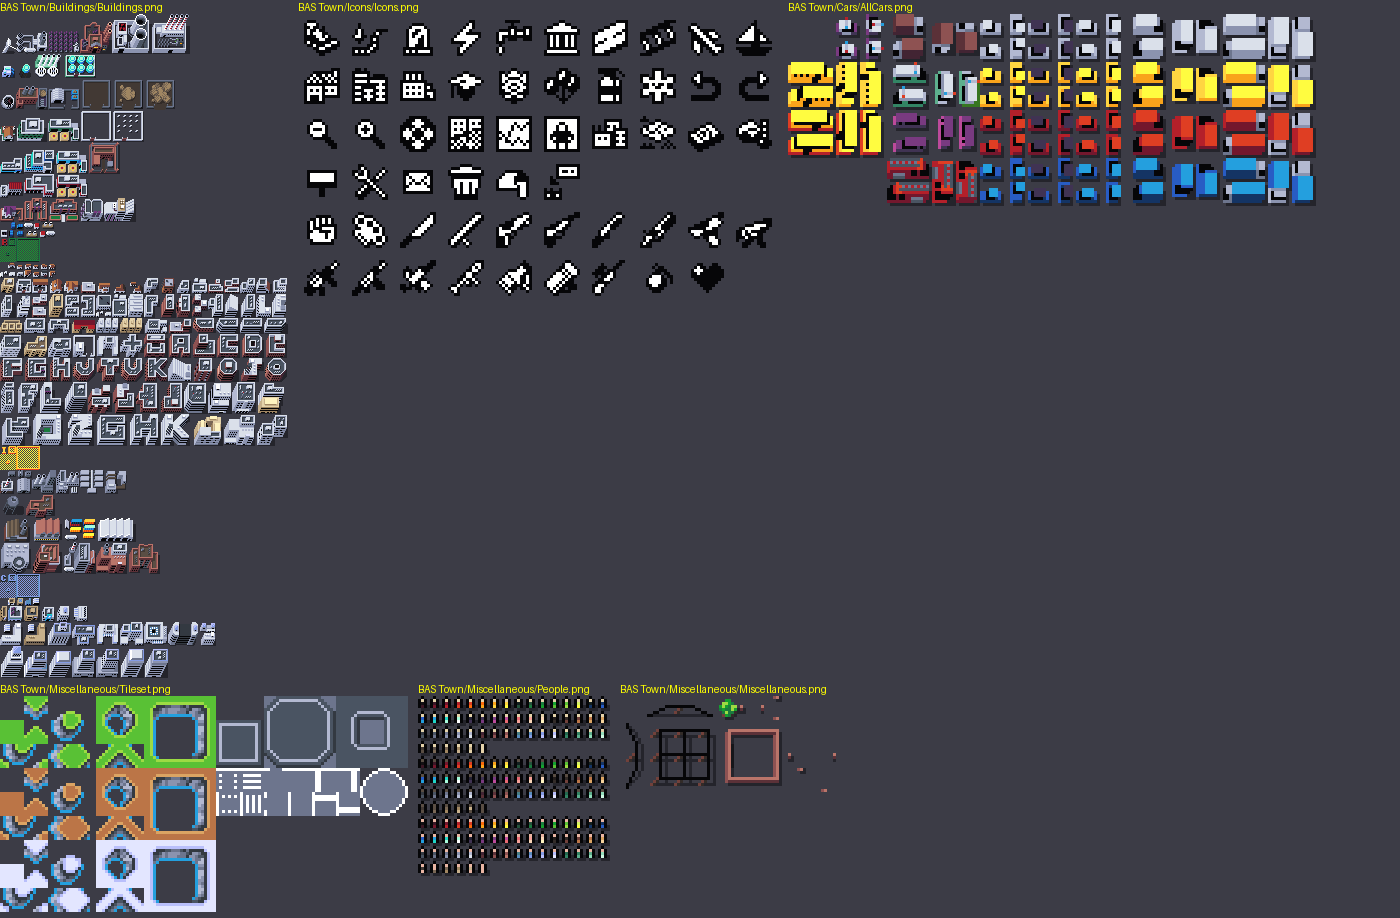 BAS Town/Buildings/Buildings.png
BAS Town/Icons/Icons.png
BAS Town/Cars/AllCars.png
BAS Town/Miscellaneous/Tileset.png
BAS Town/Miscellaneous/People.png
BAS Town/Miscellaneous/Miscellaneous.png